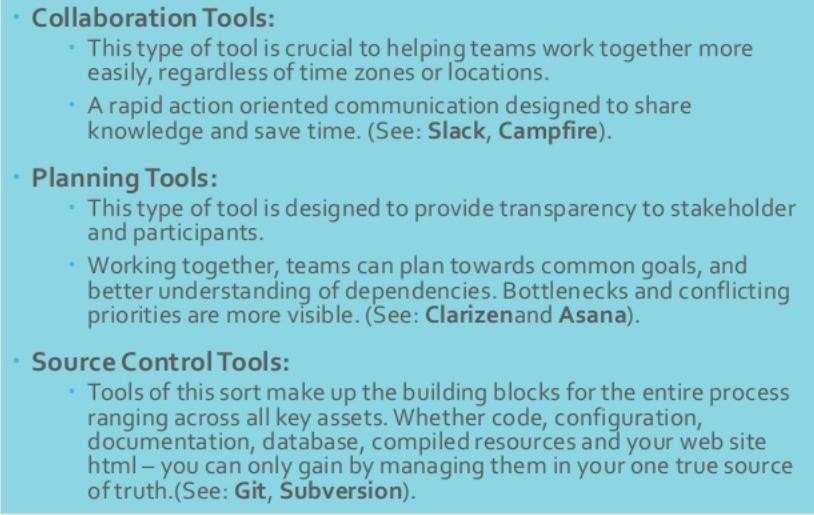 • Collaboration Tools:
• This type of tool is crucial to helping teams work together more
easily, regardless of time zones or locations.
• A rapid action oriented communication designed to share
knowledge and save time. (See: Slack, Campfire).
• Planning Tools:
• This type of tool is designed to provide transparency to stakeholder
and participants.
• Working together, teams can plan towards common goals, and
better understanding of dependencies. Bottlenecks and conflicting
priorities are more visible. (See: Clarizenand Asana).
• Source Control Tools:
• Tools of this sort make up the building blocks for the entire process
ranging across all key assets. Whether code, configuration,
documentation, database, compiled resources and your web site
html – you can only gain by managing them in your one true source
of truth.(See: Git, Subversion).